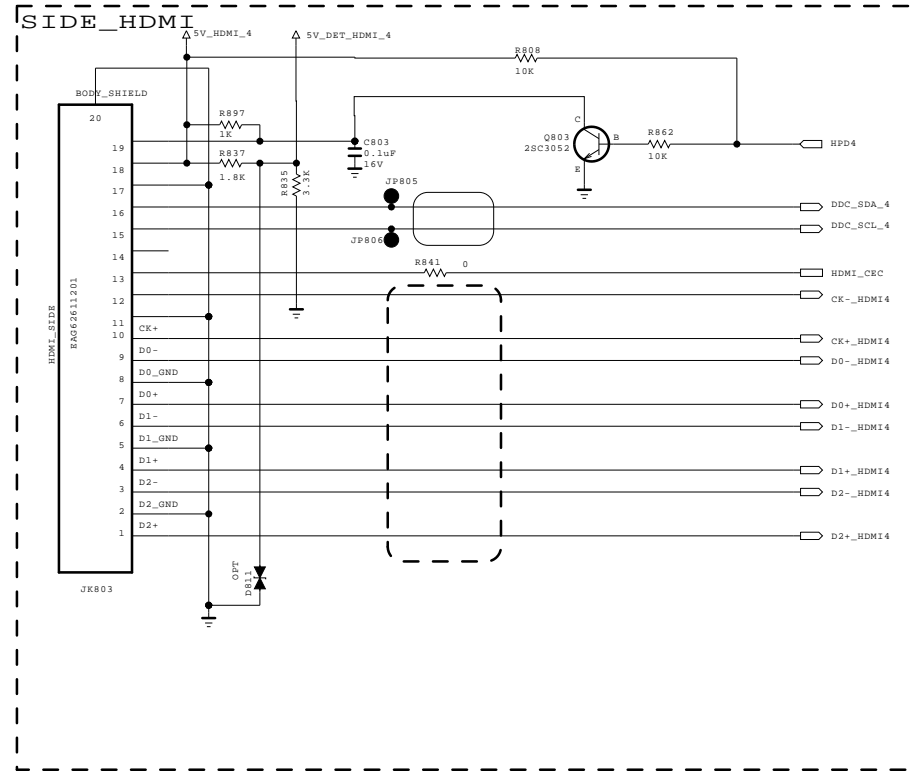 SIDE_HDMI
5V_HDMI_4
5V_DET_HDMI_4
R808
10K
BODY_SHIELD
20
R897
1K
C803
0.1uF
16V
C
Q803
2SC3052
B
E
R862
10K
HPD4
19
R837
1.8K
18
R835
3.3K
17
JP805
16
DDC_SDA_4
15
JP806
DDC_SCL_4
14
R841
0
13
HDMI_CEC
12
CK-_HDMI4
11
CK+
10
CK+_HDMI4
D0-
9
D0-_HDMI4
D0_GND
8
D0+
7
D0+_HDMI4
D1-
6
D1-_HDMI4
D1_GND
5
D1+
4
D1+_HDMI4
D2-
3
D2-_HDMI4
D2_GND
2
D2+
1
D2+_HDMI4
HDMI_SIDE
EAG62611201
OPT
D811
JK803